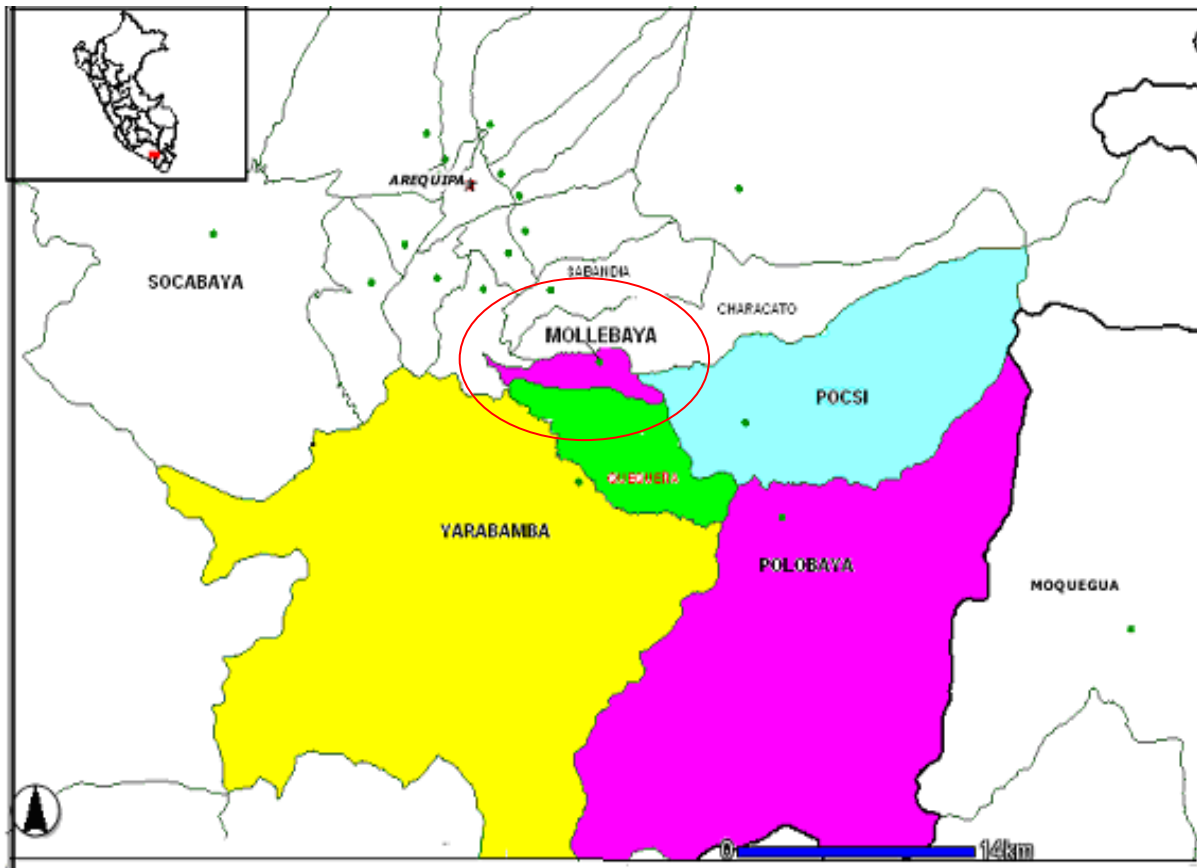 AREQUIPA
SOCABAYA
SABANDIA
CHARACATO
MOLLEBAYA
POCSI
QUEQUEÑA
YARABAMBA
POLOBAYA
MOQUEGUA
0 14km